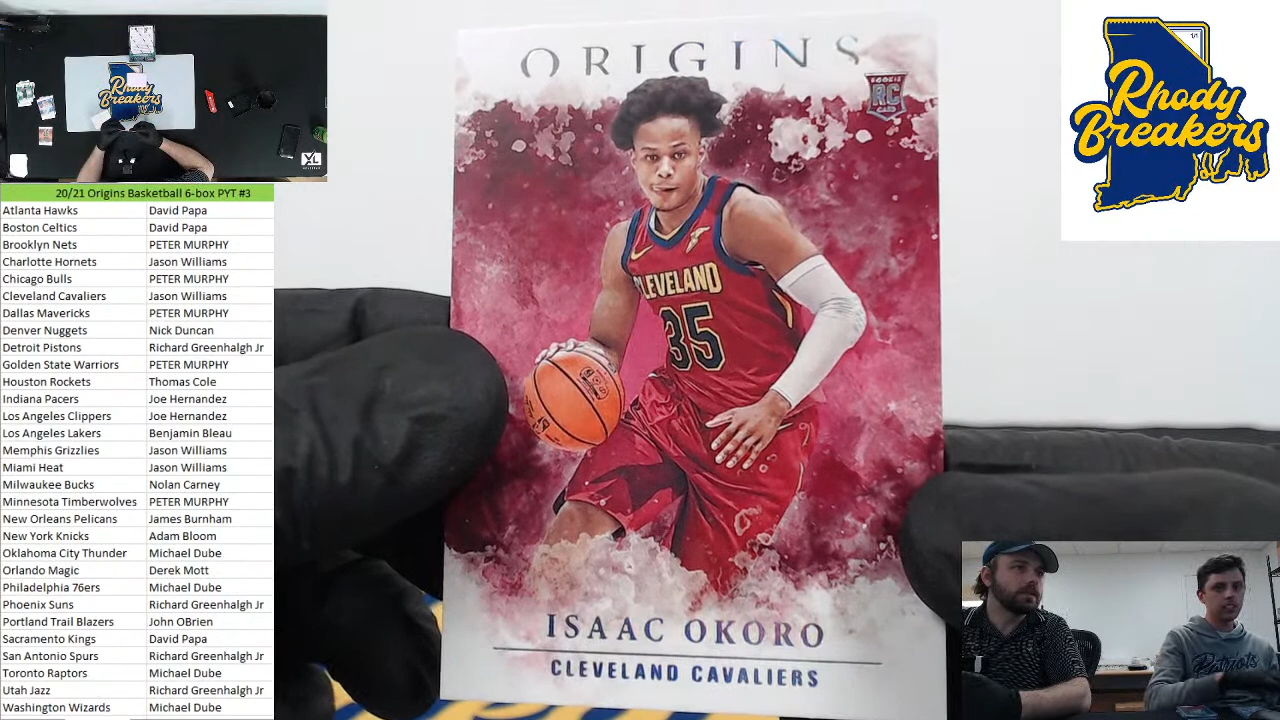 20/21 Origins Basketball 6-box PYT #3
Atlanta Hawks David Papa
Boston Celtics David Papa
Brooklyn Nets PETER MURPHY
Charlotte Hornets Jason Williams
Chicago Bulls PETER MURPHY
Cleveland Cavaliers Jason Williams
Dallas Mavericks PETER MURPHY
Denver Nuggets Nick Duncan
Detroit Pistons Richard Greenhalgh Jr
Golden State Warriors PETER MURPHY
Houston Rockets Thomas Cole
Indiana Pacers Joe Hernandez
Los Angeles Clippers Joe Hernandez
Los Angeles Lakers Benjamin Bleau
Memphis Grizzlies Jason Williams
Miami Heat Jason Williams
Milwaukee Bucks Nolan Carney
Minnesota Timberwolves PETER MURPHY
New Orleans Pelicans James Burnham
New York Knicks Adam Bloom
Oklahoma City Thunder Michael Dube
Orlando Magic Derek Mott
Philadelphia 76ers Michael Dube
Phoenix Suns Richard Greenhalgh Jr
Portland Trail Blazers John OBrien
Sacramento Kings David Papa
San Antonio Spurs Richard Greenhalgh Jr
Toronto Raptors Michael Dube
Utah Jazz Richard Greenhalgh Jr
Washington Wizards Michael Dube
Rhody
Breakers
XL
ORIGINS
ROOKIE
RC
CARD
CLEVELAND
35
ISAAC OKORO
CLEVELAND CAVALIERS
1/1
Rhody
Breakers
Patriots